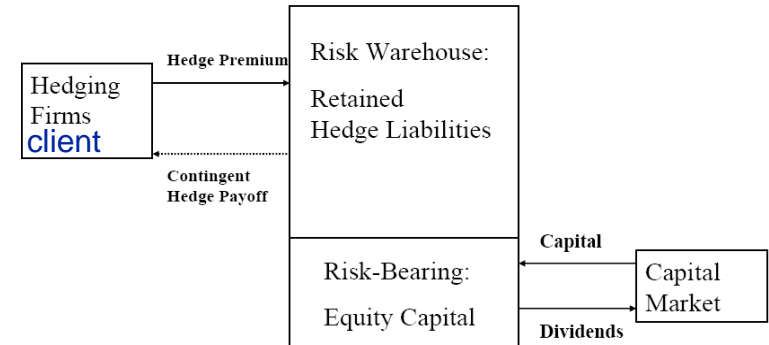 Hedging
Firms
client
Hedge Premium
Contingent
Hedge Payoff
Risk Warehouse:
Retained
Hedge Liabilities
Risk-Bearing:
Equity Capital
Capital
Dividends
Capital
Market